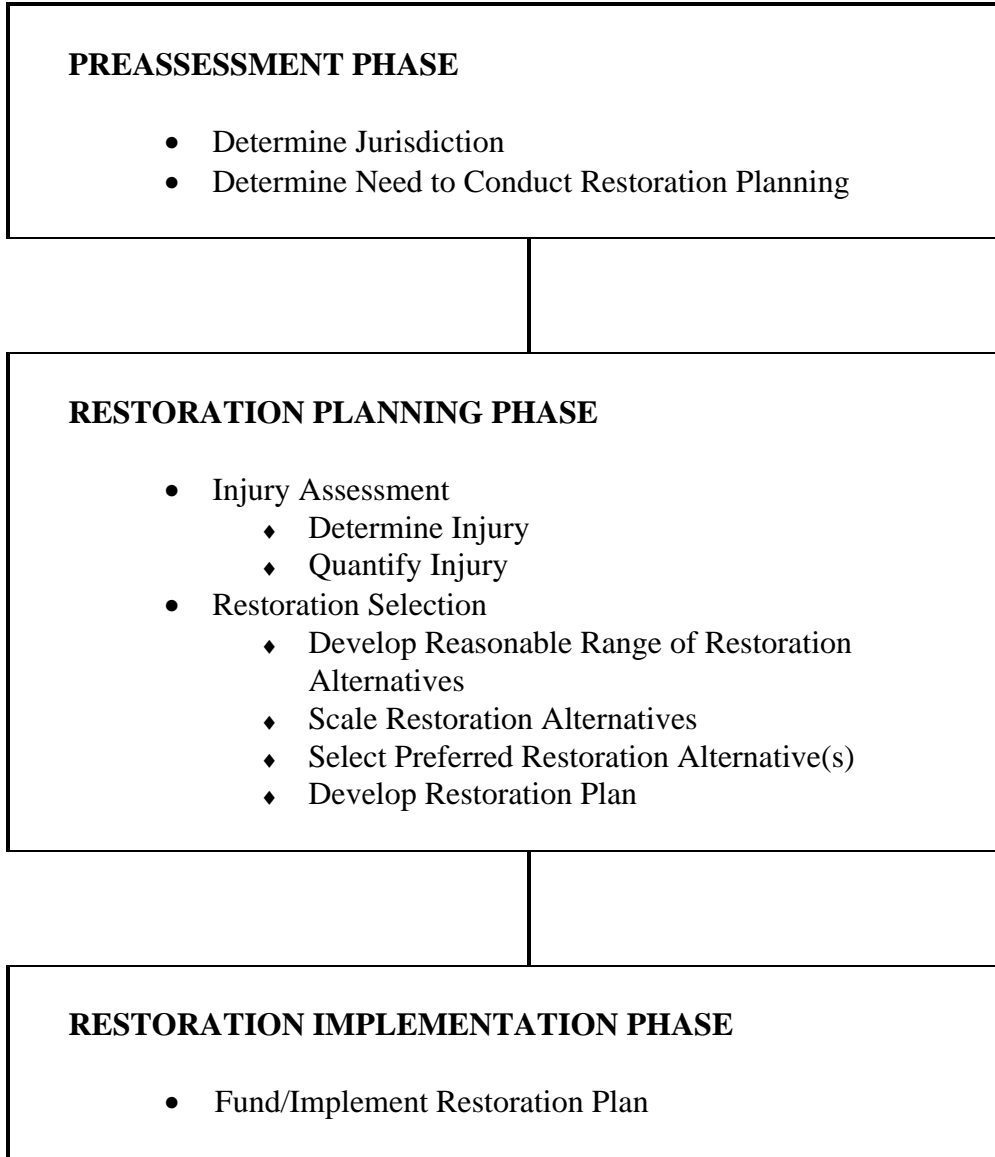 PREASSESSMENT PHASE
• Determine Jurisdiction
• Determine Need to Conduct Restoration Planning
RESTORATION PLANNING PHASE
• Injury Assessment
♦ Determine Injury
♦ Quantify Injury
• Restoration Selection
♦ Develop Reasonable Range of Restoration
Alternatives
♦ Scale Restoration Alternatives
♦ Select Preferred Restoration Alternative(s)
♦ Develop Restoration Plan
RESTORATION IMPLEMENTATION PHASE
• Fund/Implement Restoration Plan